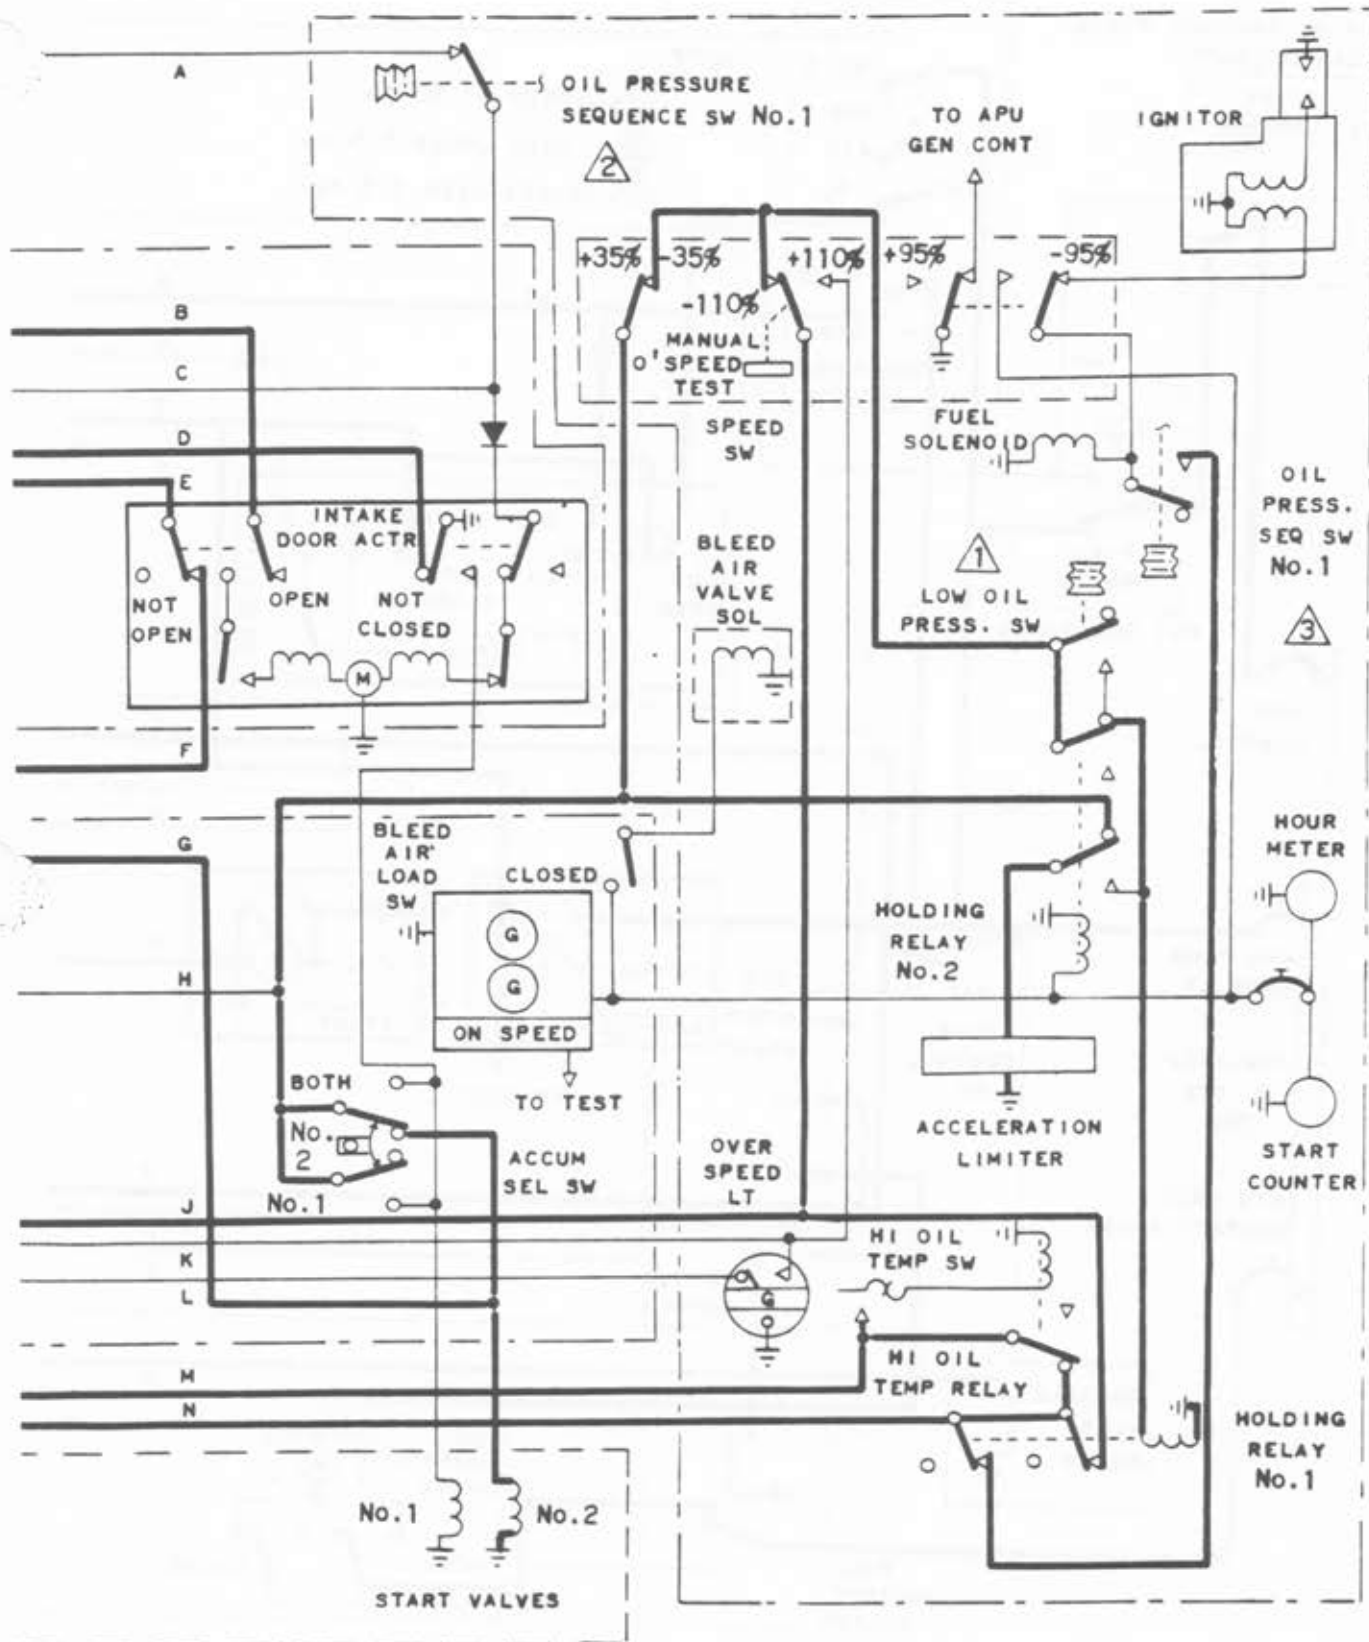 A
OIL PRESSURE
SEQUENCE SW No.1
2
TO APU
GEN CONT
IGNITOR
+35% -35%
+110%
+95%
-95%
-110%
MANUAL
O'SPEED
TEST
SPEED
SW
B
C
D
E
INTAKE
DOOR ACTR
NOT
OPEN
OPEN
NOT
CLOSED
M
F
FUEL
SOLENOID
OIL
PRESS.
SEQ SW
No.1
3
BLEED
AIR
VALVE
SOL
1
LOW OIL
PRESS. SW
G
BLEED
AIR
LOAD
SW
CLOSED
G
G
ON SPEED
TO TEST
HOLDING
RELAY
No.2
HOUR
METER
H
BOTH
No.
2
No.1
ACCUM
SEL SW
OVER
SPEED
LT
ACCELERATION
LIMITER
START
COUNTER
J
K
L
HI OIL
TEMP SW
G
HI OIL
TEMP RELAY
M
N
HOLDING
RELAY
No.1
No.1
No.2
START VALVES